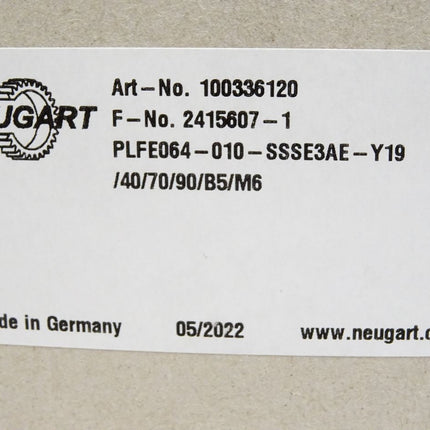 Art-No. 100336120
UGART
F-No. 2415607-1
PLFE064-010-SSSE3AE-Y19
/40/70/90/B5/M6
de in Germany 05/2022 www.neugart.c